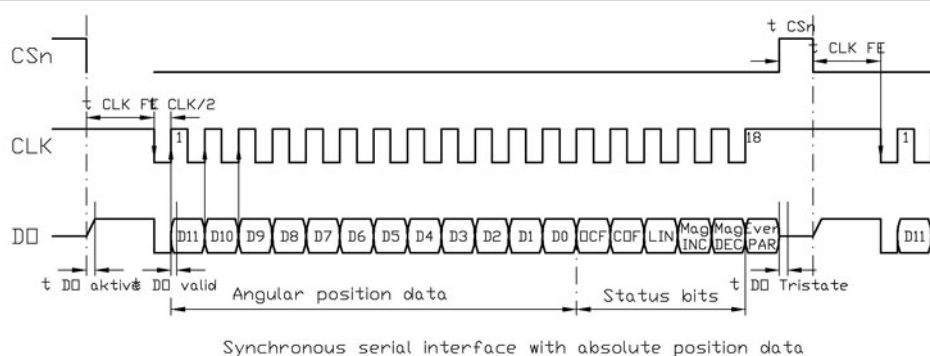 t CSn
CSn
t CLK FE
t CLK FE t CLK/2
CLK
1
18
1
DO
D11 D10 D9 D8 D7 D6 D5 D4 D3 D2 D1 D0 OCF COF LIN Mag INC Mag DEC Ever PAR
D11
t DO aktive t DO valid
t DO Tristate
Angular position data
Status bits
Synchronous serial interface with absolute position data